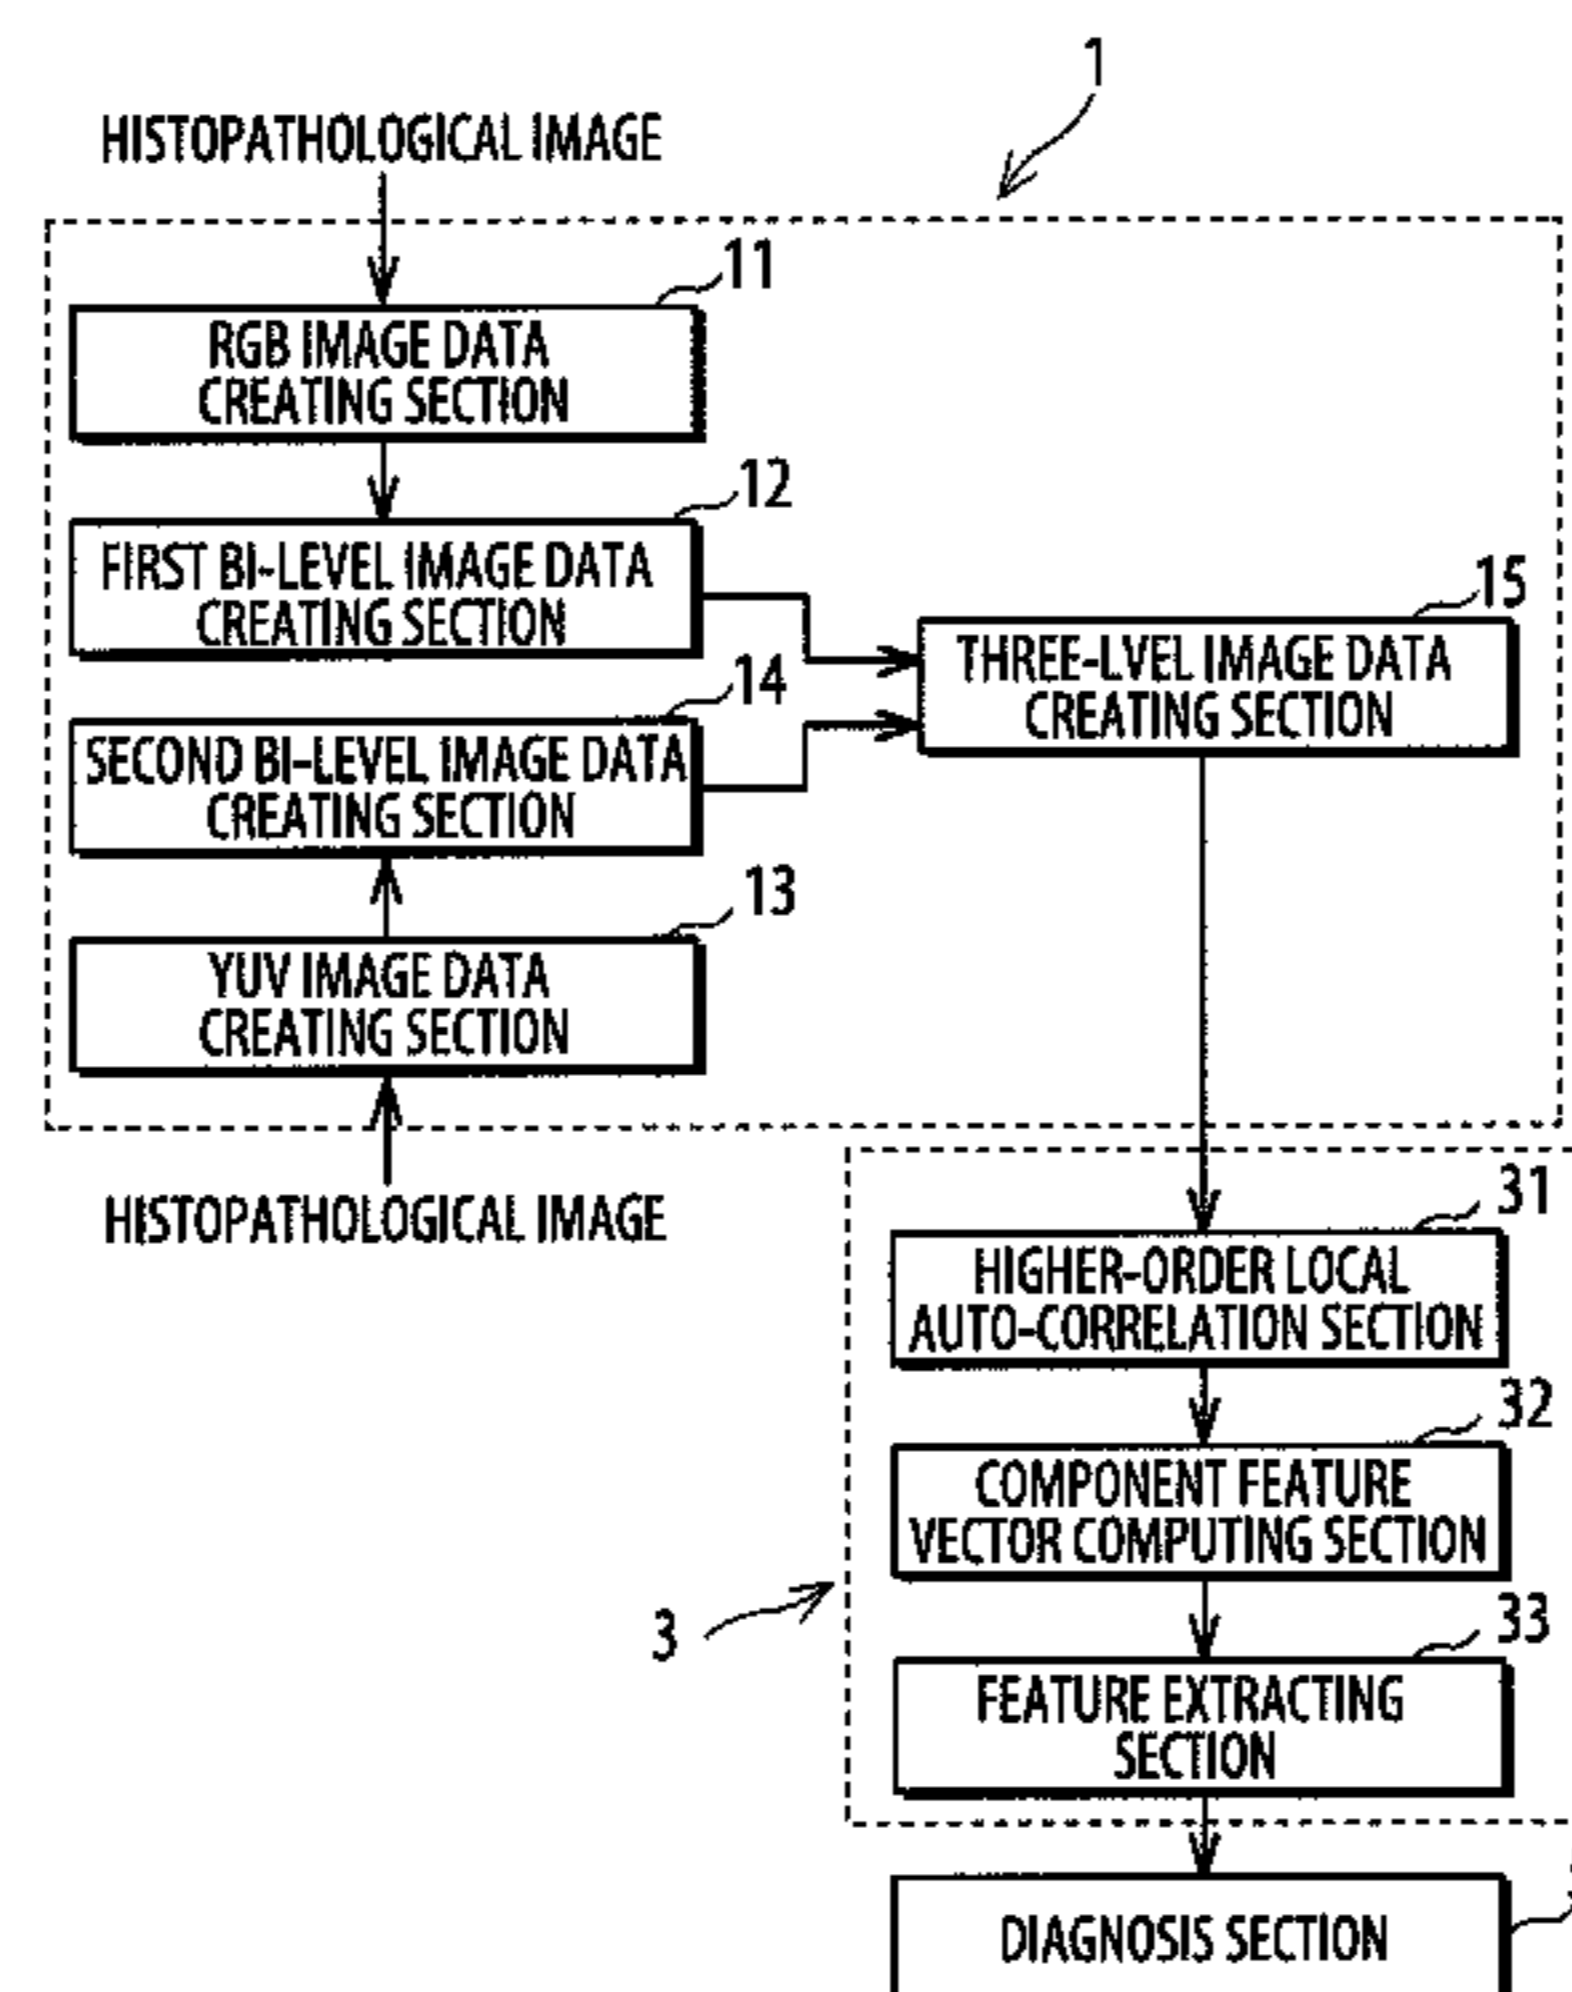 1
HISTOPATHOLOGICAL IMAGE
11
RGB IMAGE DATA
CREATING SECTION
12
FIRST BI-LEVEL IMAGE DATA
CREATING SECTION
15
THREE-LVEL IMAGE DATA
CREATING SECTION
14
SECOND BI-LEVEL IMAGE DATA
CREATING SECTION
13
YUV IMAGE DATA
CREATING SECTION
HISTOPATHOLOGICAL IMAGE
31
HIGHER-ORDER LOCAL
AUTO-CORRELATION SECTION
32
COMPONENT FEATURE
VECTOR COMPUTING SECTION
3
33
FEATURE EXTRACTING
SECTION
DIAGNOSIS SECTION